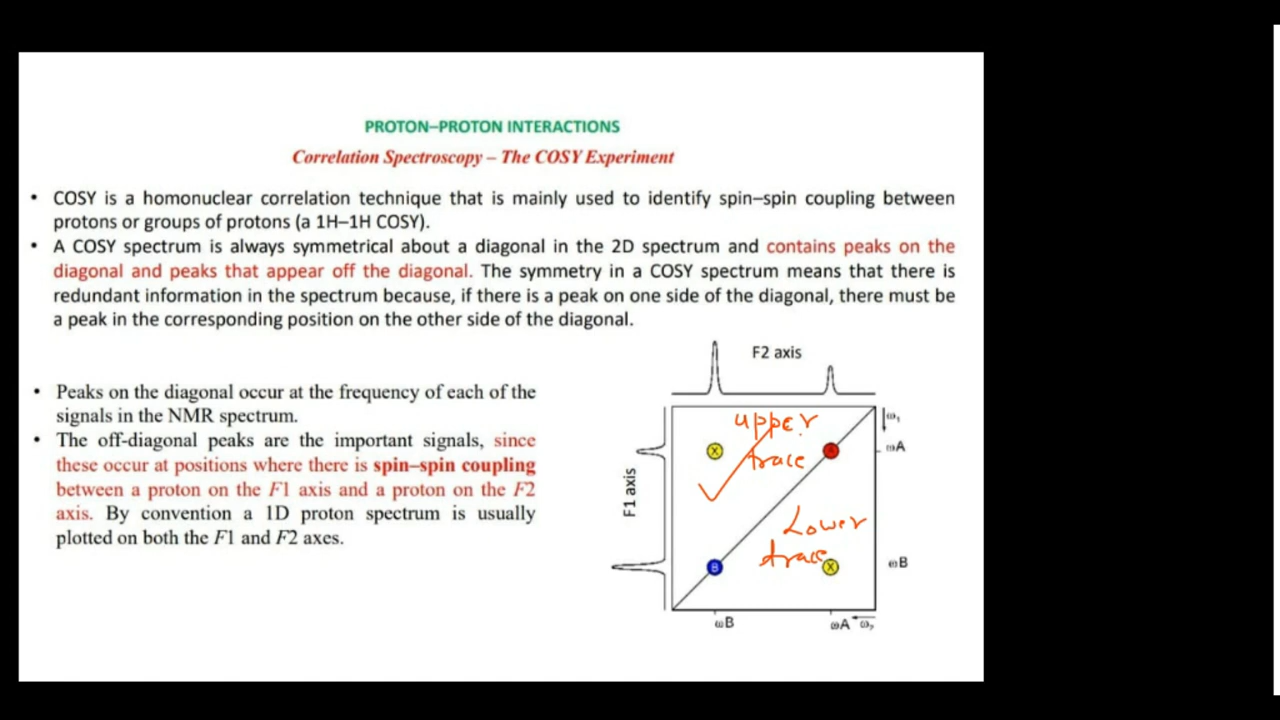 PROTON–PROTON INTERACTIONS
Correlation Spectroscopy – The COSY Experiment
• COSY is a homonuclear correlation technique that is mainly used to identify spin–spin coupling between
protons or groups of protons (a 1H–1H COSY).
• A COSY spectrum is always symmetrical about a diagonal in the 2D spectrum and contains peaks on the
diagonal and peaks that appear off the diagonal. The symmetry in a COSY spectrum means that there is
redundant information in the spectrum because, if there is a peak on one side of the diagonal, there must be
a peak in the corresponding position on the other side of the diagonal.
• Peaks on the diagonal occur at the frequency of each of the
signals in the NMR spectrum.
• The off-diagonal peaks are the important signals, since
these occur at positions where there is spin–spin coupling
between a proton on the F1 axis and a proton on the F2
axis. By convention a 1D proton spectrum is usually
plotted on both the F1 and F2 axes.
F2 axis
F1 axis
upper
trace
Lower
trace
X
B
X
ω₁
ωA
ωB
ωB
ωA
ω₂